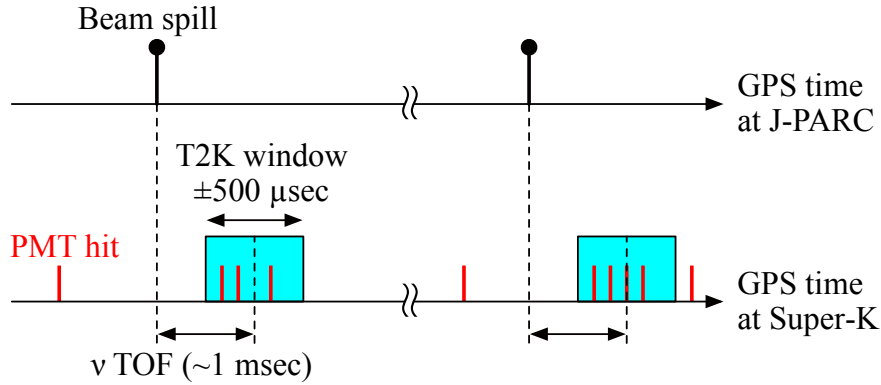 Beam spill
GPS time
at J-PARC
T2K window
±500 µsec
PMT hit
GPS time
at Super-K
ν TOF (~1 msec)